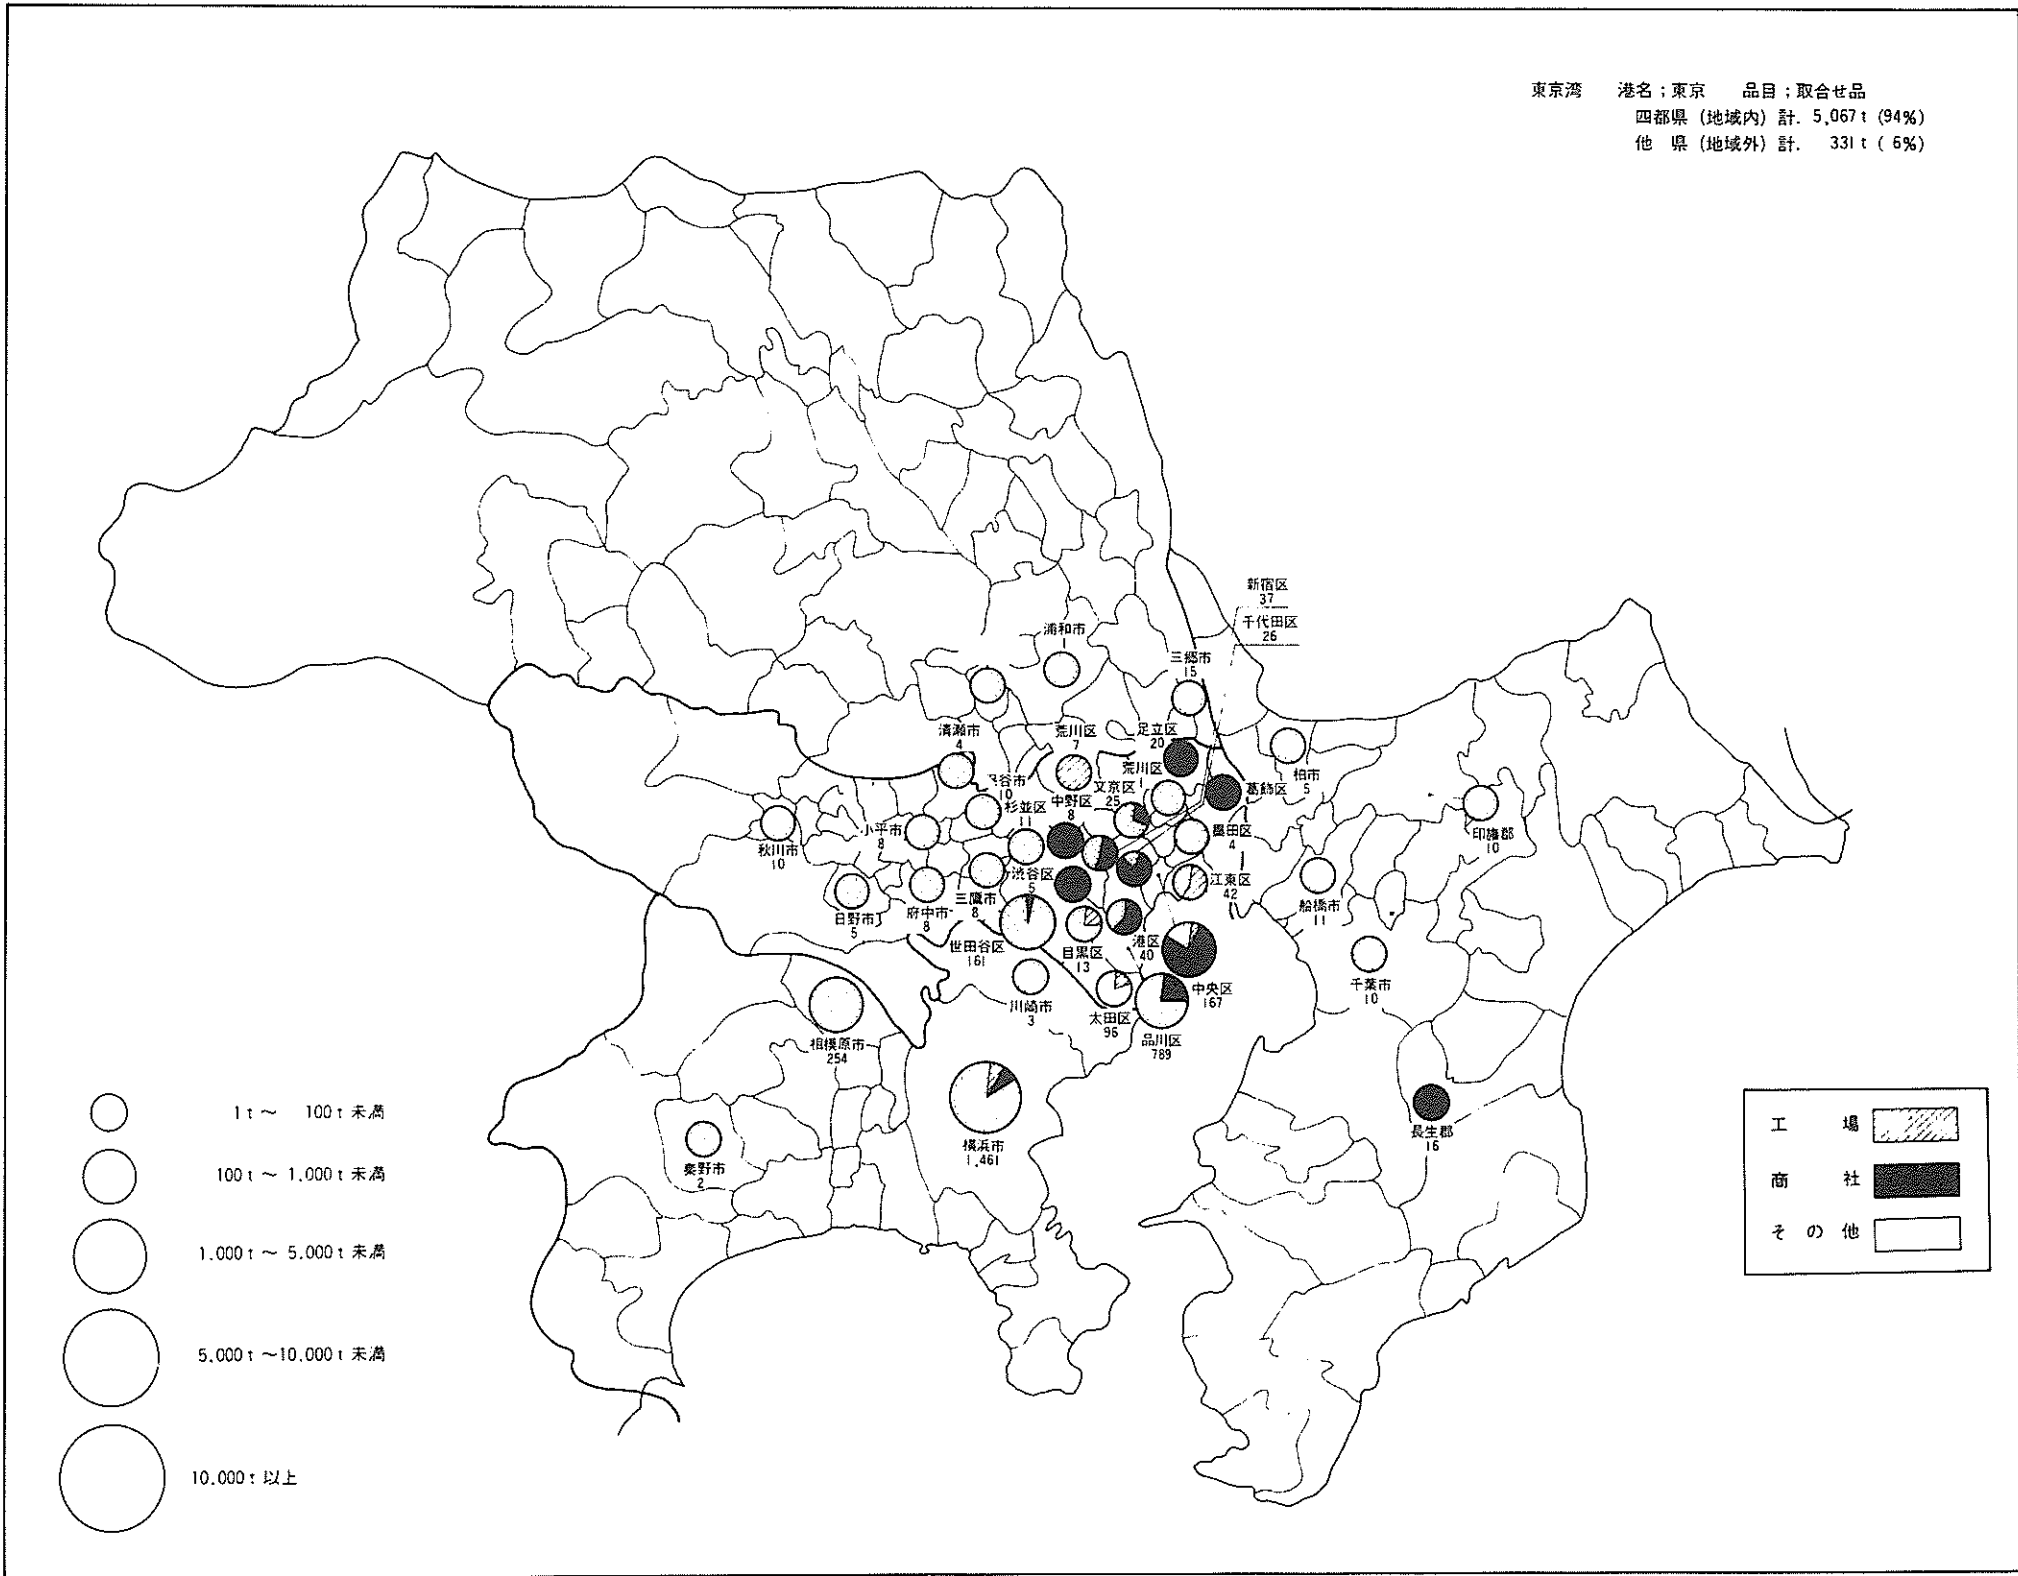 東京湾　港名;東京　品目;取合せ品
四都県(地域内)計. 5,067t (94%)
他　県(地域外)計.　331t ( 6%)
新宿区
37
千代田区
26
浦和市
1
三郷市
15
清瀬市
4
荒川区
7
足立区
20
荒川区
1
柏市
5
谷市
10
文京区
25
中野区
8
葛飾区
杉並区
11
小平市
8
墨田区
4
印旛郡
10
秋川市
10
渋谷区
5
江東区
42
三鷹市
8
日野市
5
府中市
8
船橋市
11
世田谷区
161
目黒区
13
港区
40
中央区
167
千葉市
10
川崎市
3
太田区
96
品川区
789
相模原市
254
横浜市
1,461
秦野市
2
長生郡
16
1t～　100t未満
100t～1,000t未満
1,000t～5,000t未満
5,000t～10,000t未満
10,000t以上
工　場
商　社
その他